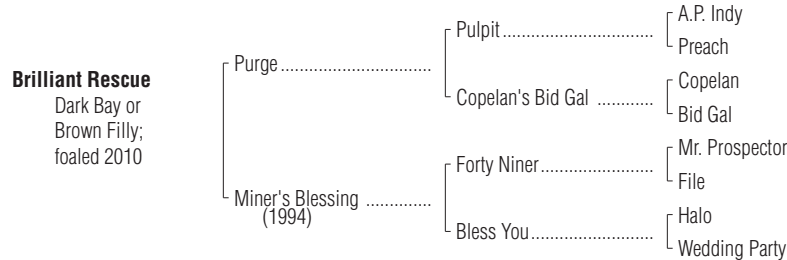 A.P. Indy
Pulpit..............................
Preach
Purge..............................
Brilliant Rescue
Copelan
Dark Bay or
Copelan's Bid Gal ...........
Brown Filly;
Bid Gal
foaled 2010
Mr. Prospector
Forty Niner......................
File
Miner's Blessing .............
(1994)
Halo
Bless You........................
Wedding Party